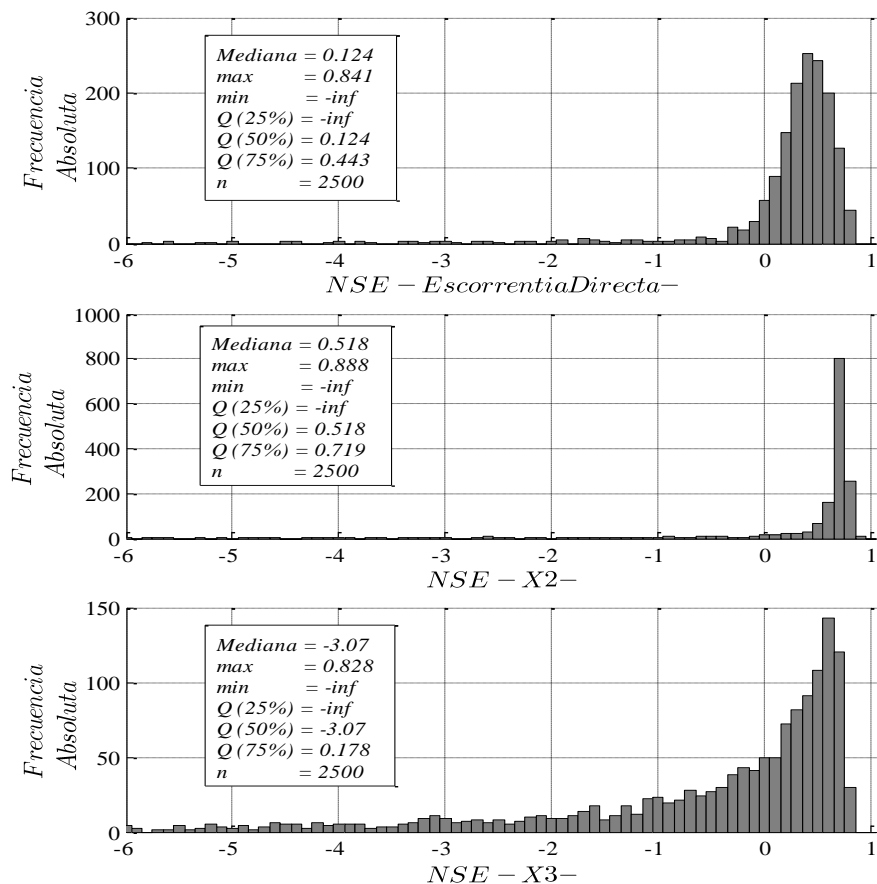 300
200
100
0
Frecuencia
Absoluta
Mediana = 0.124
max = 0.841
min = -inf
Q (25%) = -inf
Q (50%) = 0.124
Q (75%) = 0.443
n = 2500
-6 -5 -4 -3 -2 -1 0 1
NSE - EscorrentiaDirecta-
1000
800
600
400
200
0
Frecuencia
Absoluta
Mediana = 0.518
max = 0.888
min = -inf
Q (25%) = -inf
Q (50%) = 0.518
Q (75%) = 0.719
n = 2500
-6 -5 -4 -3 -2 -1 0 1
NSE - X2-
150
100
50
0
Frecuencia
Absoluta
Mediana = -3.07
max = 0.828
min = -inf
Q (25%) = -inf
Q (50%) = -3.07
Q (75%) = 0.178
n = 2500
-6 -5 -4 -3 -2 -1 0 1
NSE - X3-